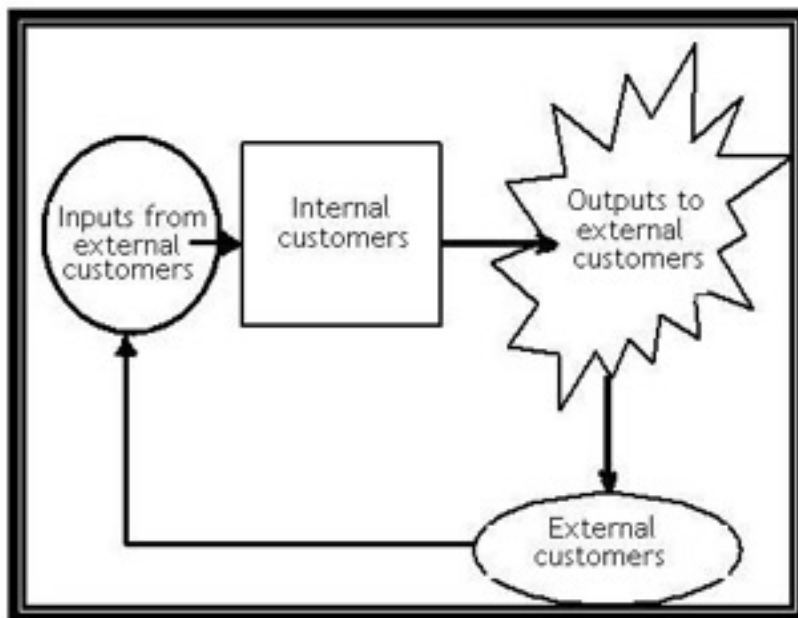 Inputs from
external
customers
Internal
customers
Outputs to
external
customers
External
customers